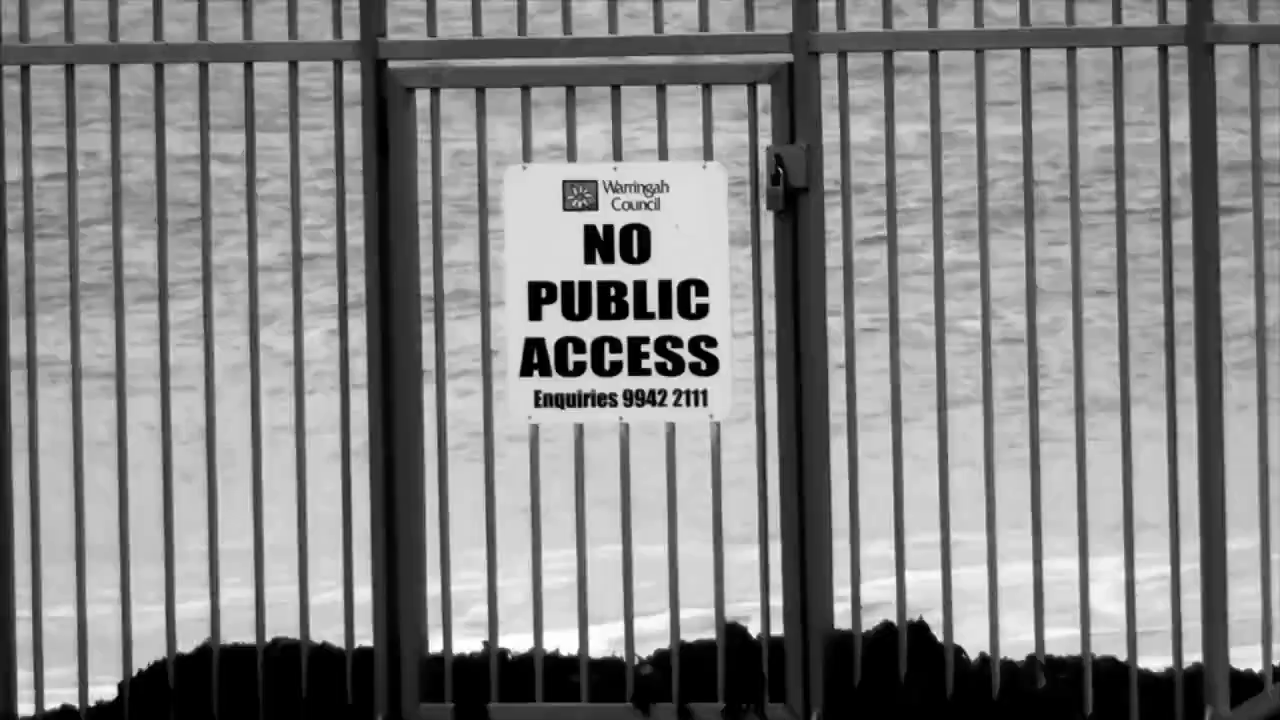 Warringah
Council
NO
PUBLIC
ACCESS
Enquiries 9942 2111